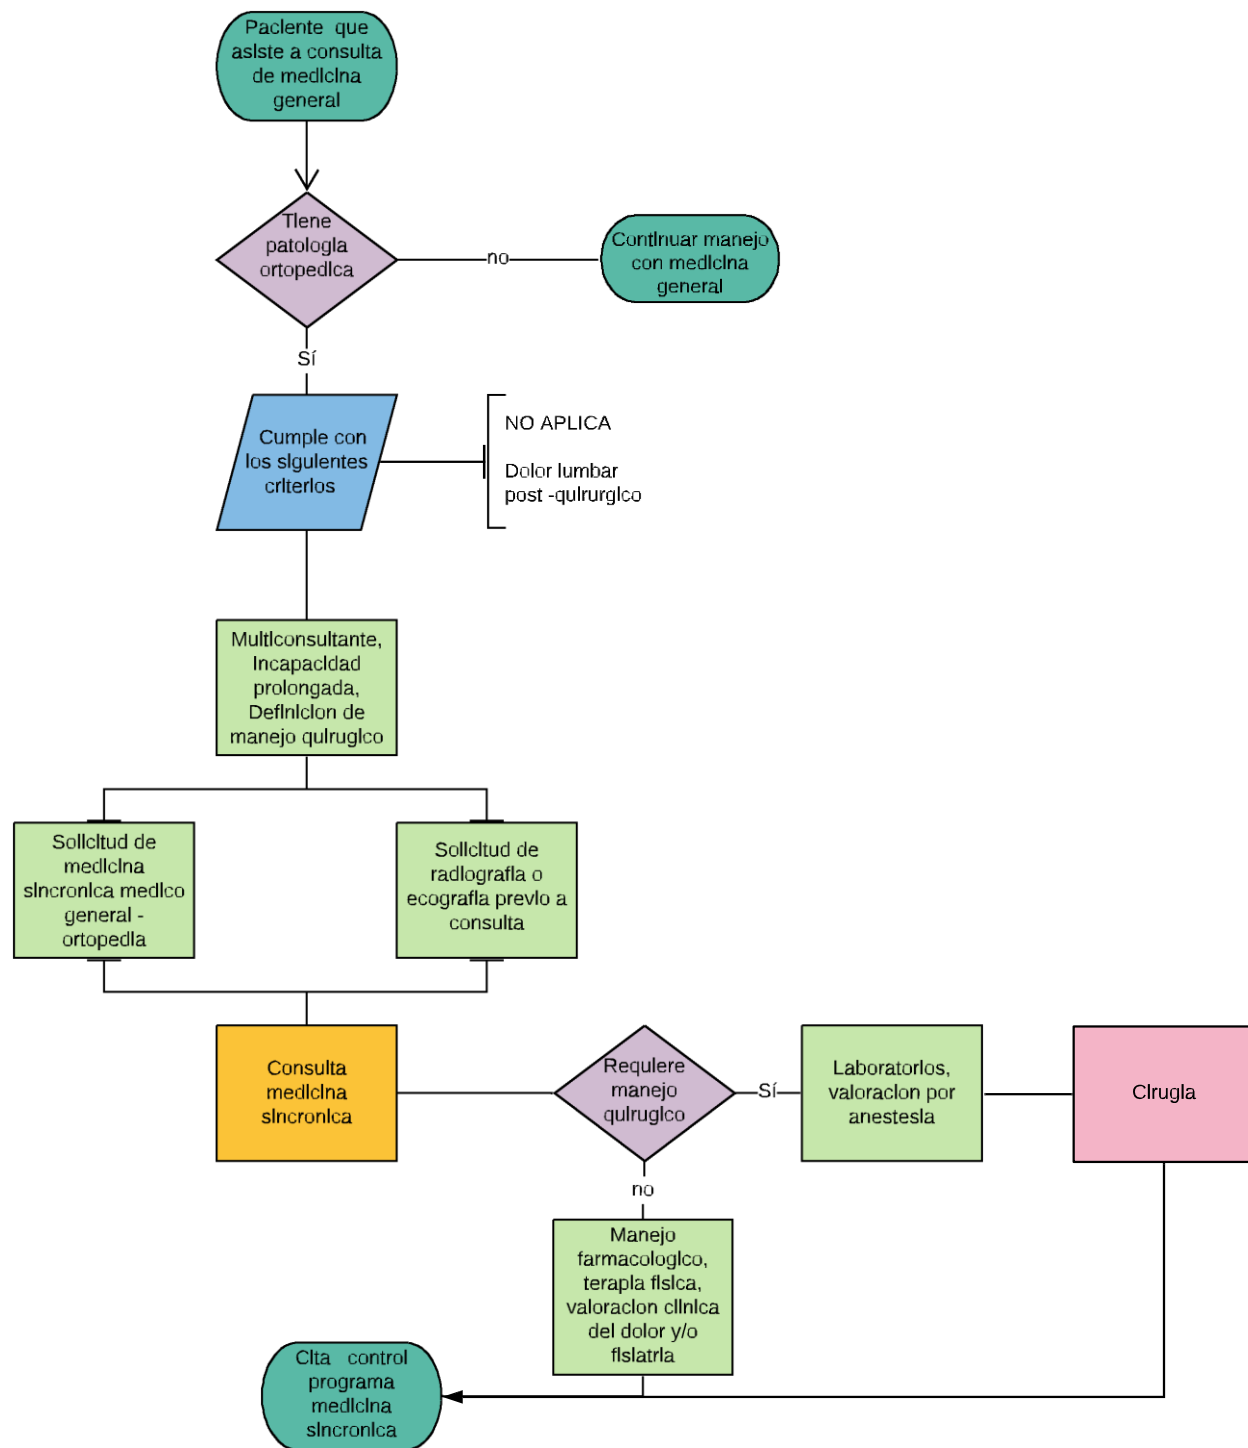 Paciente que
asiste a consulta
de medicina
general
Tiene
patologia
ortopedica
no
Continuar manejo
con medicina
general
Sí
Cumple con
los siguientes
criterios
NO APLICA
Dolor lumbar
post -quirurgico
Multiconsultante,
Incapacidad
prolongada,
Definicion de
manejo quirugico
Solicitud de
medicina
sincronica medico
general -
ortopedia
Solicitud de
radiografia o
ecografia previo a
consulta
Consulta
medicina
sincronica
Requiere
manejo
quirugico
Sí
Laboratorios,
valoracion por
anestesia
Cirugia
no
Manejo
farmacologico,
terapia fisica,
valoracion clinica
del dolor y/o
fisiatria
Cita control
programa
medicina
sincronica